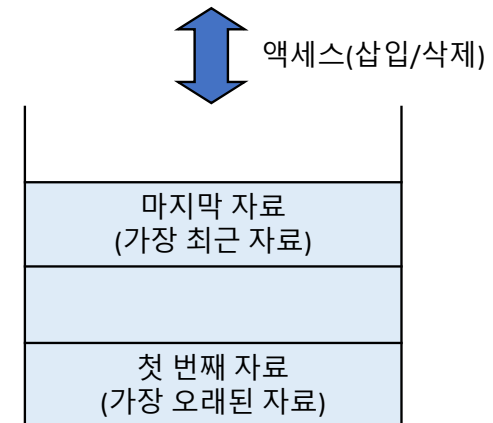 액세스(삽입/삭제)
마지막 자료
(가장 최근 자료)
첫 번째 자료
(가장 오래된 자료)